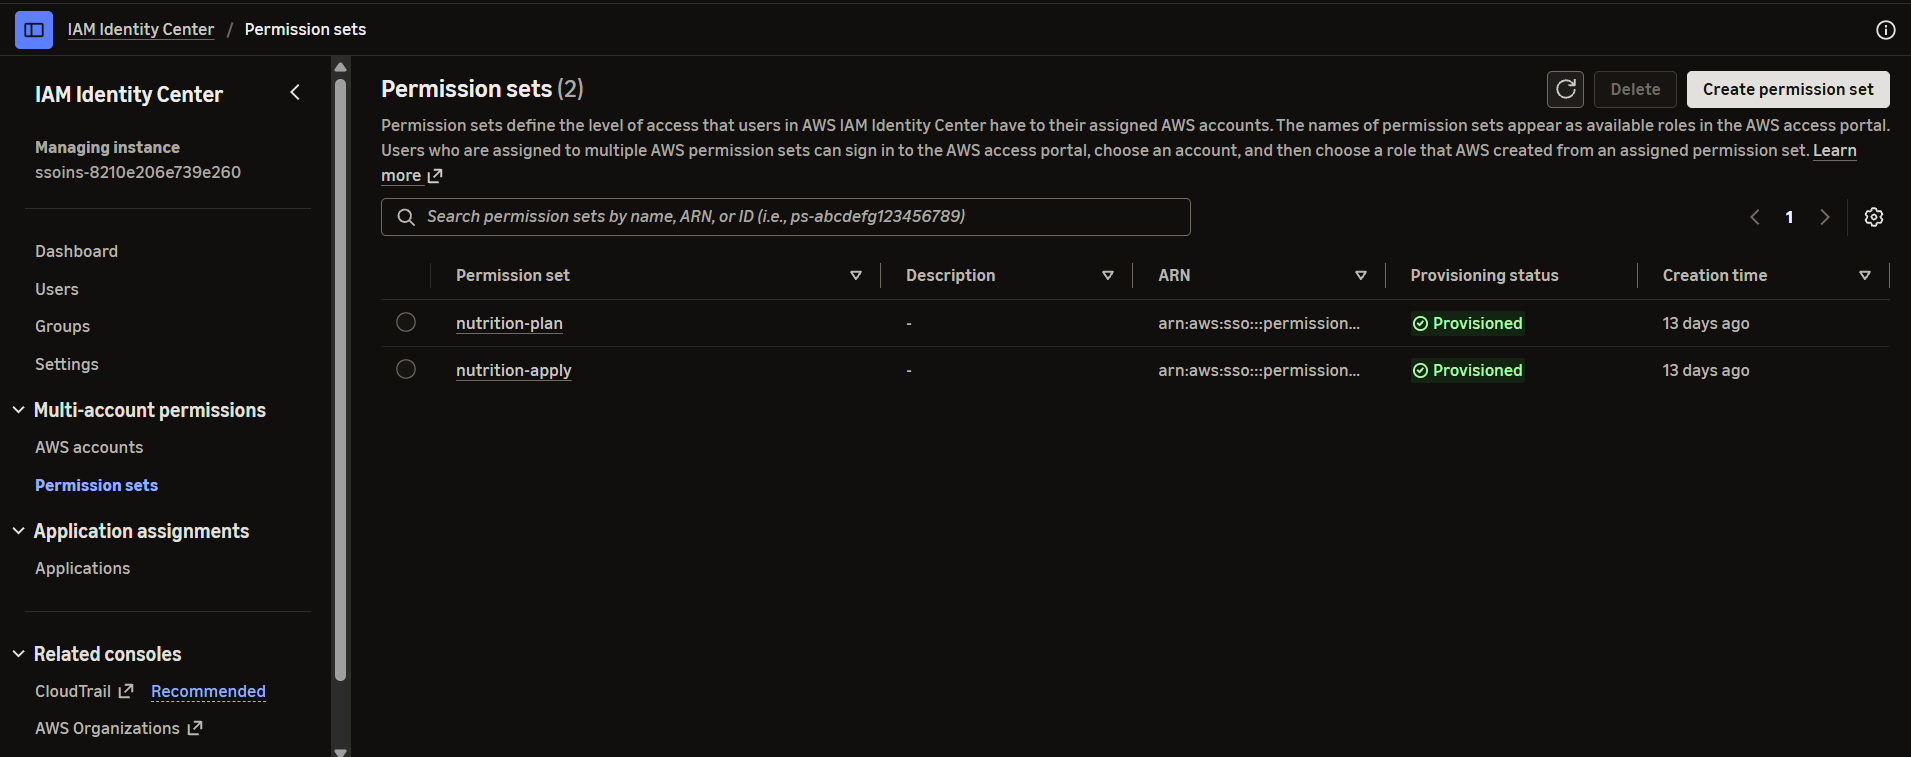 IAM Identity Center / Permission sets
IAM Identity Center
Managing instance
ssoins-8210e206e739e260
Dashboard
Users
Groups
Settings
Multi-account permissions
AWS accounts
Permission sets
Application assignments
Applications
Related consoles
CloudTrail Recommended
AWS Organizations
Permission sets (2)
Delete
Create permission set
Permission sets define the level of access that users in AWS IAM Identity Center have to their assigned AWS accounts. The names of permission sets appear as available roles in the AWS access portal.
Users who are assigned to multiple AWS permission sets can sign in to the AWS access portal, choose an account, and then choose a role that AWS created from an assigned permission set. Learn
more
Search permission sets by name, ARN, or ID (i.e., ps-abcdefg123456789)
1
Permission set Description ARN Provisioning status Creation time
nutrition-plan - arn:aws:sso:::permission... Provisioned 13 days ago
nutrition-apply - arn:aws:sso:::permission... Provisioned 13 days ago